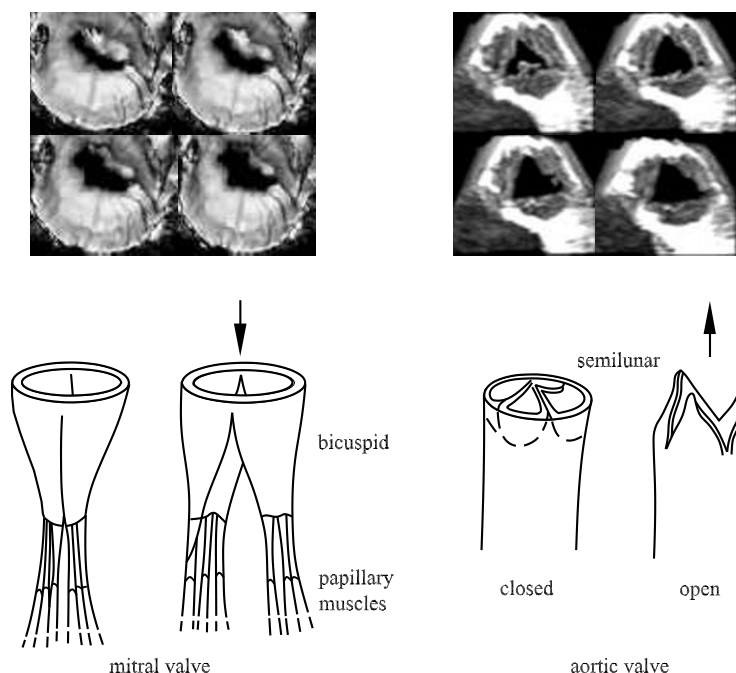 semilunar
bicuspid
papillary
muscles
closed
open
mitral valve
aortic valve